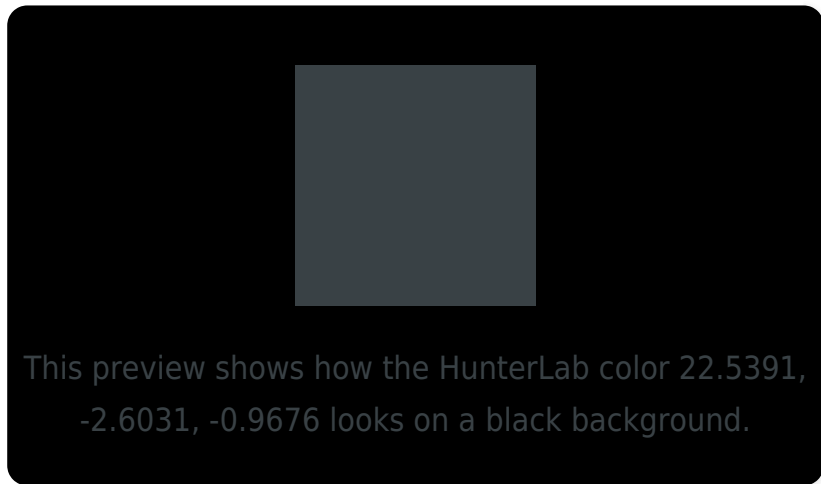 This preview shows how the HunterLab color 22.5391,
-2.6031, -0.9676 looks on a black background.